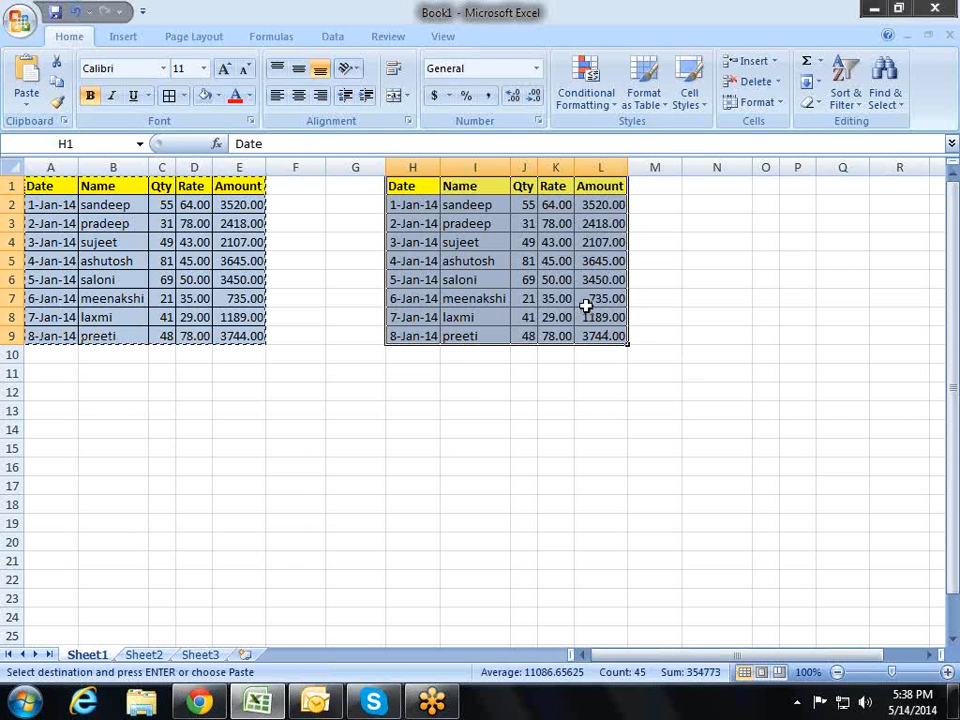 Book1 - Microsoft Excel
Home Insert Page Layout Formulas Data Review View
Paste
Clipboard
Calibri 11
B I U A
Font
Alignment
General
$ % ,
Number
Conditional Formatting
Format as Table
Cell Styles
Styles
Insert
Delete
Format
Cells
Σ
Sort & Filter
Find & Select
Editing
H1 fx Date
A B C D E F G H I J K L M N O P Q R
1 Date Name Qty Rate Amount Date Name Qty Rate Amount
2 1-Jan-14 sandeep 55 64.00 3520.00 1-Jan-14 sandeep 55 64.00 3520.00
3 2-Jan-14 pradeep 31 78.00 2418.00 2-Jan-14 pradeep 31 78.00 2418.00
4 3-Jan-14 sujeet 49 43.00 2107.00 3-Jan-14 sujeet 49 43.00 2107.00
5 4-Jan-14 ashutosh 81 45.00 3645.00 4-Jan-14 ashutosh 81 45.00 3645.00
6 5-Jan-14 saloni 69 50.00 3450.00 5-Jan-14 saloni 69 50.00 3450.00
7 6-Jan-14 meenakshi 21 35.00 735.00 6-Jan-14 meenakshi 21 35.00 735.00
8 7-Jan-14 laxmi 41 29.00 1189.00 7-Jan-14 laxmi 41 29.00 1189.00
9 8-Jan-14 preeti 48 78.00 3744.00 8-Jan-14 preeti 48 78.00 3744.00
10
11
12
13
14
15
16
17
18
19
20
21
22
23
24
25
Sheet1 Sheet2 Sheet3
Select destination and press ENTER or choose Paste Average: 11086.65625 Count: 45 Sum: 354773 100%
5:38 PM
5/14/2014